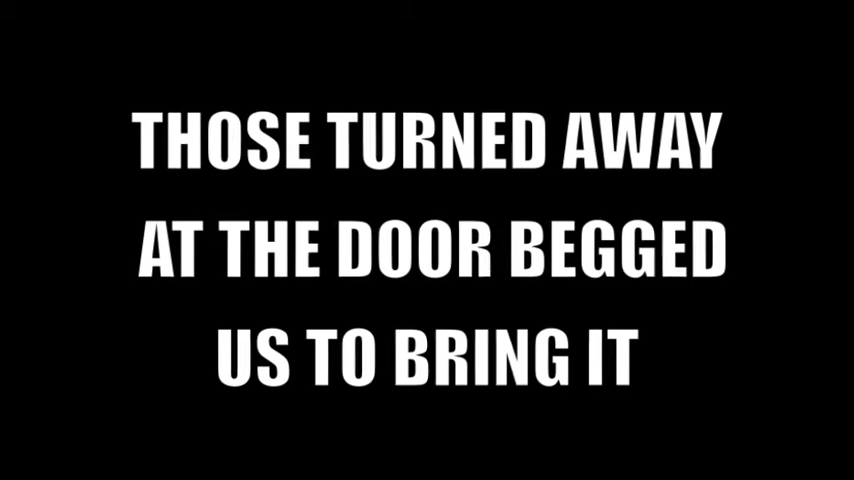 THOSE TURNED AWAY
AT THE DOOR BEGGED
US TO BRING IT